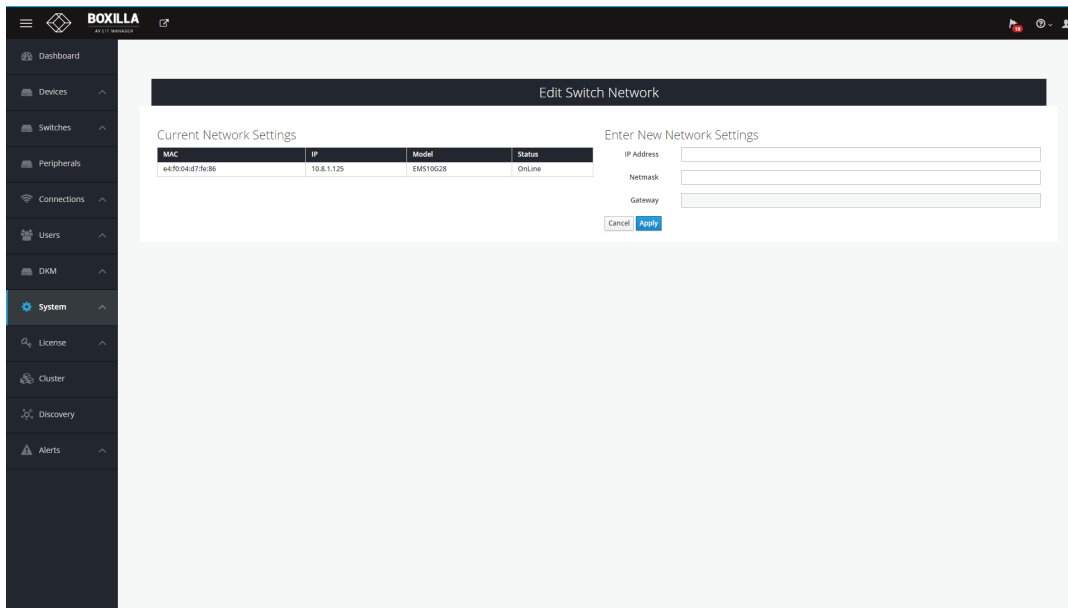 BOXILLA
AV | IT MANAGER
18
Dashboard
Devices
Switches
Peripherals
Connections
Users
DKM
System
License
Cluster
Discovery
Alerts
Edit Switch Network
Current Network Settings
MAC IP Model Status
e4:f0:04:d7:fe:86 10.8.1.125 EMS10G28 OnLine
Enter New Network Settings
IP Address
Netmask
Gateway
Cancel Apply